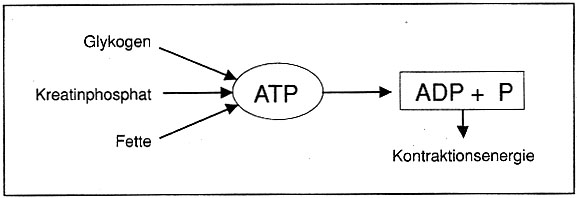 Glykogen
Kreatinphosphat
Fette
ATP
ADP + P
Kontraktionsenergie